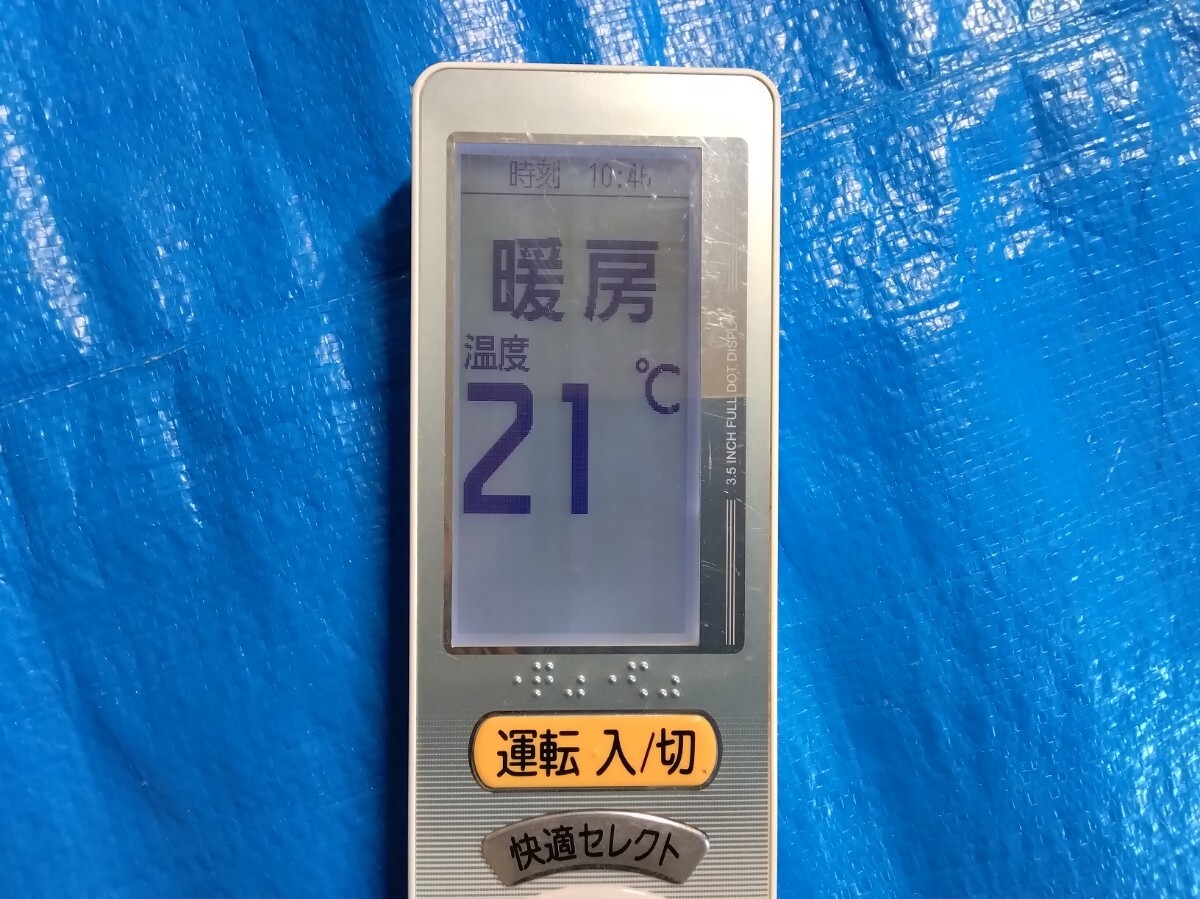 時刻 10:46
暖房
温度
21℃
3.5 INCH FULL DOT DISPLAY
運転 入/切
快適セレクト